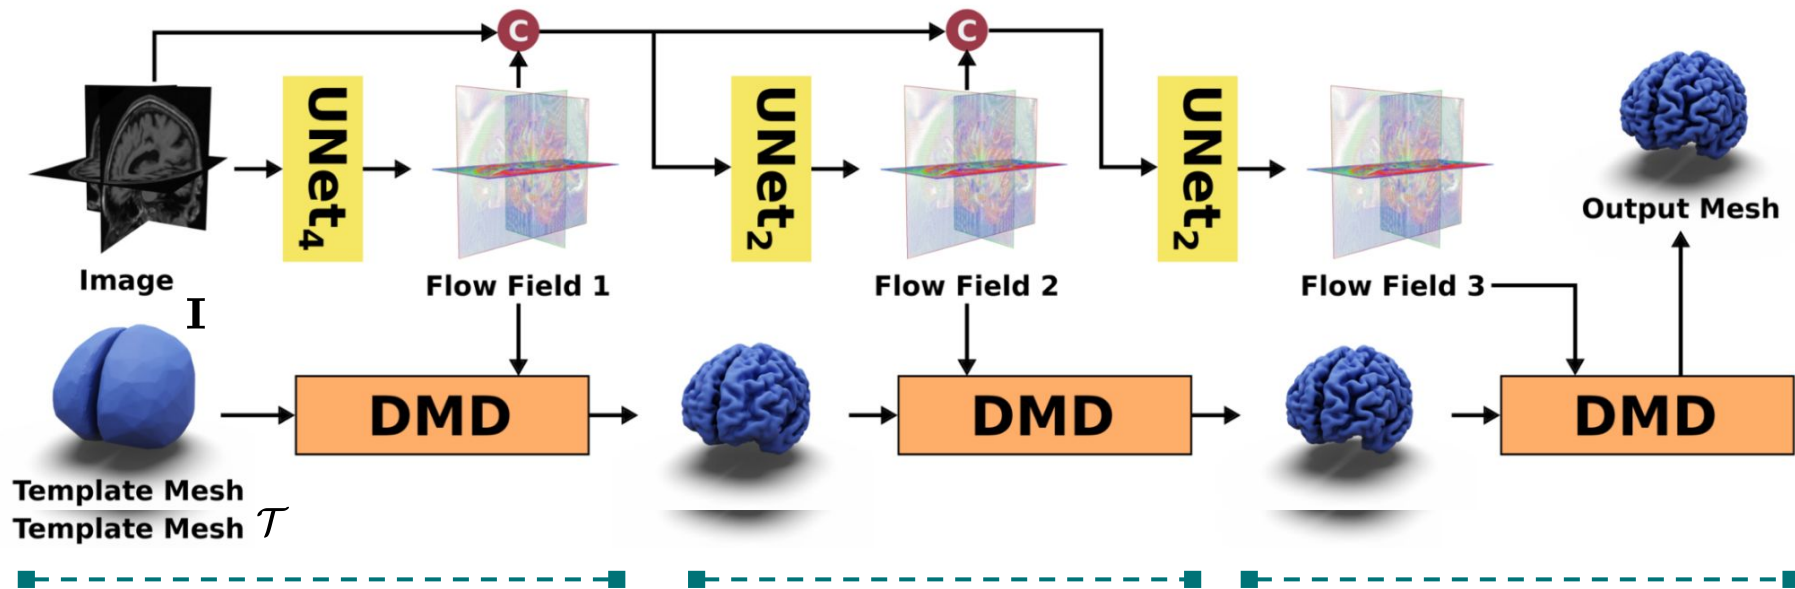 C
C
UNet₄
UNet₂
UNet₂
Output Mesh
Image
I
Flow Field 1
Flow Field 2
Flow Field 3
DMD
DMD
DMD
Template Mesh
Template Mesh 𝒯